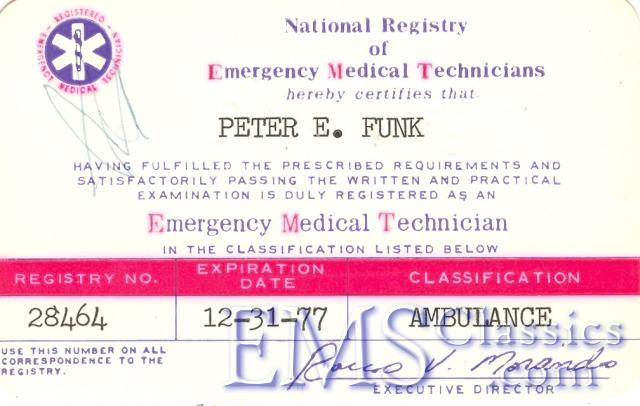 REGISTERED
EMERGENCY MEDICAL TECHNICIAN
National Registry
of
Emergency Medical Technicians
hereby certifies that
PETER E. FUNK
HAVING FULFILLED THE PRESCRIBED REQUIREMENTS AND
SATISFACTORILY PASSING THE WRITTEN AND PRACTICAL
EXAMINATION IS DULY REGISTERED AS AN
Emergency Medical Technician
IN THE CLASSIFICATION LISTED BELOW
REGISTRY NO. EXPIRATION DATE CLASSIFICATION
28464 12-31-77 AMBULANCE
USE THIS NUMBER ON ALL
CORRESPONDENCE TO THE
REGISTRY.
Rocco V. Morando
EXECUTIVE DIRECTOR
EMS Classics
.com